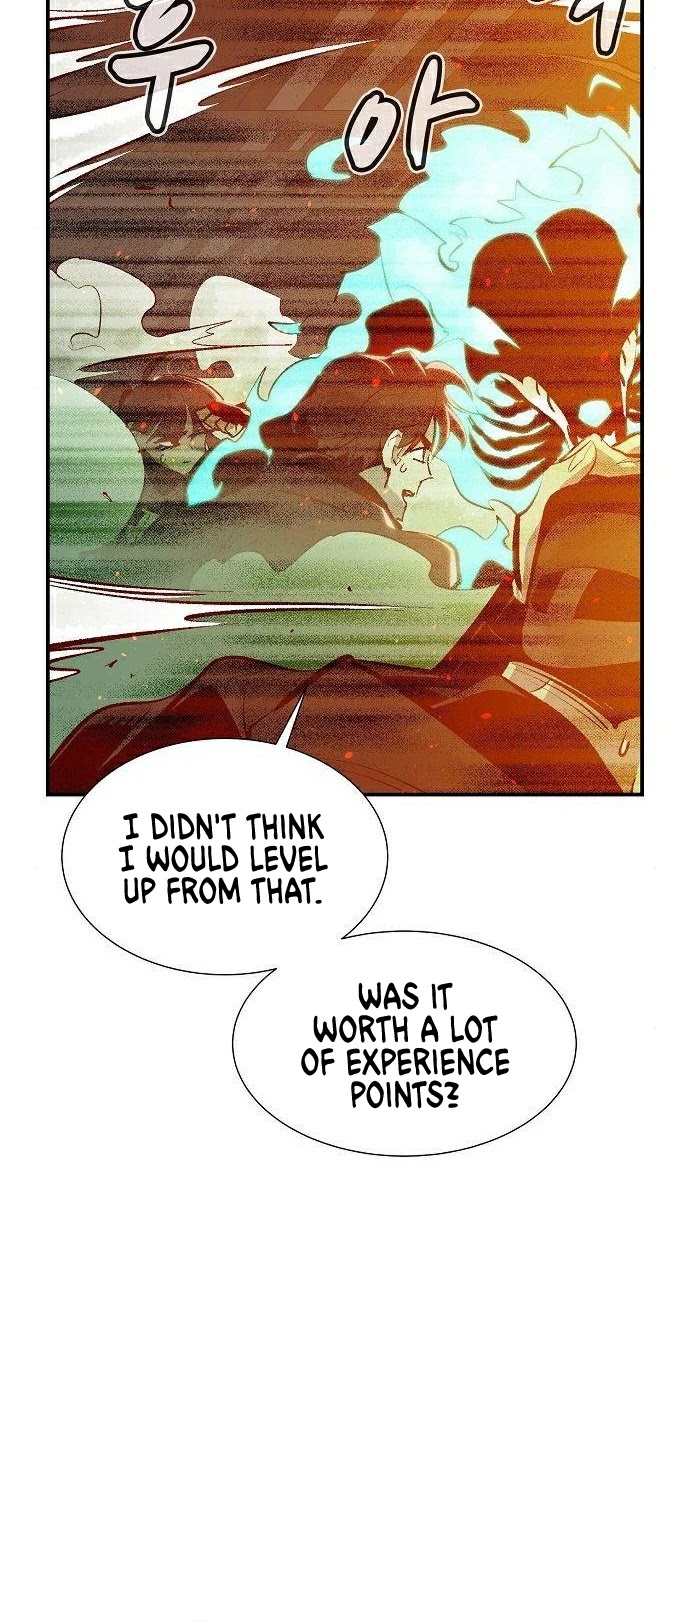 후
아
I DIDN'T THINK
I WOULD LEVEL
UP FROM THAT.
WAS IT
WORTH A LOT
OF EXPERIENCE
POINTS?